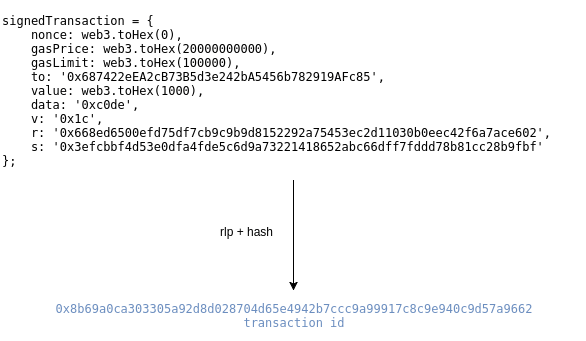 signedTransaction = {
    nonce: web3.toHex(0),
    gasPrice: web3.toHex(20000000000),
    gasLimit: web3.toHex(100000),
    to: '0x687422eEA2cB73B5d3e242bA5456b782919AFc85',
    value: web3.toHex(1000),
    data: '0xc0de',
    v: '0x1c',
    r: '0x668ed6500efd75df7cb9c9b9d8152292a75453ec2d11030b0eec42f6a7ace602',
    s: '0x3efcbbf4d53e0dfa4fde5c6d9a73221418652abc66dff7fddd78b81cc28b9fbf'
};
rlp + hash
0x8b69a0ca303305a92d8d028704d65e4942b7ccc9a99917c8c9e940c9d57a9662
transaction id